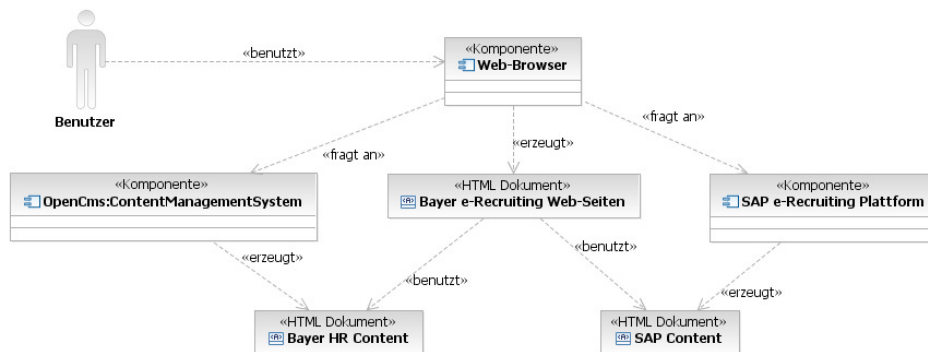 «benutzt»
«Komponente»
Web-Browser
Benutzer
«fragt an»
«erzeugt»
«fragt an»
«Komponente»
OpenCms:ContentManagementSystem
«HTML Dokument»
Bayer e-Recruiting Web-Seiten
«Komponente»
SAP e-Recruiting Plattform
«erzeugt»
«benutzt»
«benutzt»
«erzeugt»
«HTML Dokument»
Bayer HR Content
«HTML Dokument»
SAP Content